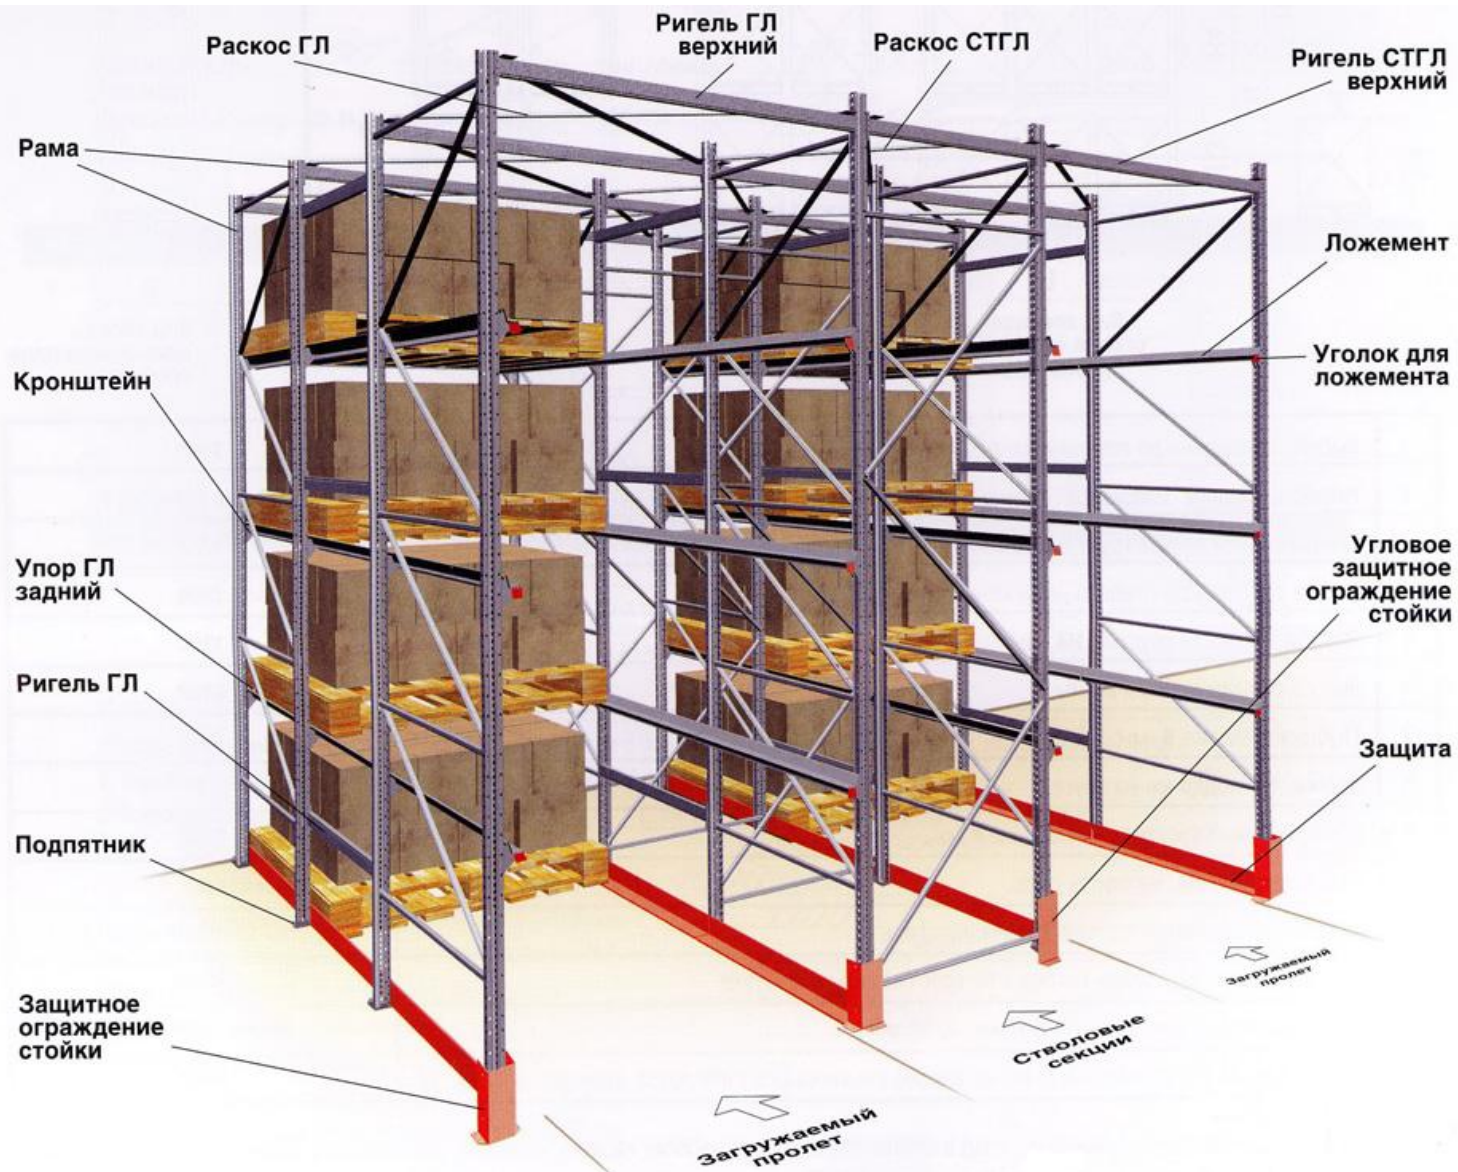 Раскос ГЛ
Ригель ГЛ
верхний
Раскос СТГЛ
Ригель СТГЛ
верхний
Рама
Ложемент
Уголок для
ложемента
Кронштейн
Угловое
защитное
ограждение
стойки
Упор ГЛ
задний
Ригель ГЛ
Защита
Подпятник
Защитное
ограждение
стойки
Загружаемый
пролет
Стволовые
секции
Загружаемый
пролет